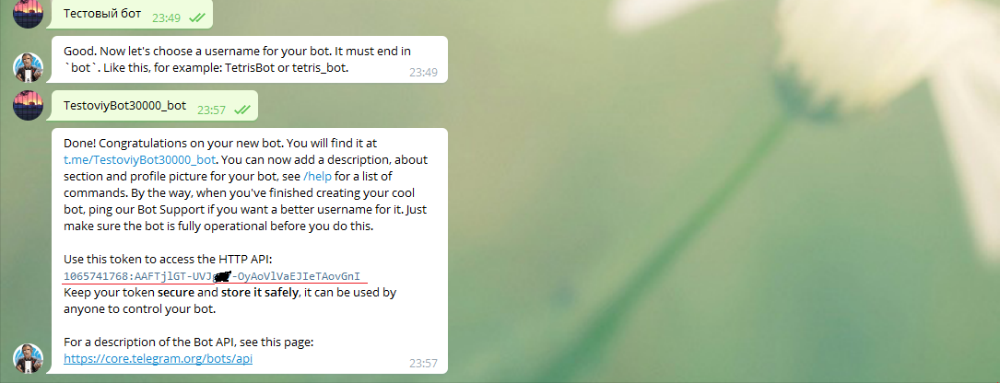 Тестовый бот 23:49
Good. Now let's choose a username for your bot. It must end in
`bot`. Like this, for example: TetrisBot or tetris_bot.
23:49
TestoviyBot30000_bot 23:57
Done! Congratulations on your new bot. You will find it at
t.me/TestoviyBot30000_bot. You can now add a description, about
section and profile picture for your bot, see /help for a list of
commands. By the way, when you've finished creating your cool
bot, ping our Bot Support if you want a better username for it. Just
make sure the bot is fully operational before you do this.
Use this token to access the HTTP API:
Keep your token secure and store it safely, it can be used by
anyone to control your bot.
For a description of the Bot API, see this page:
https://core.telegram.org/bots/api
23:57